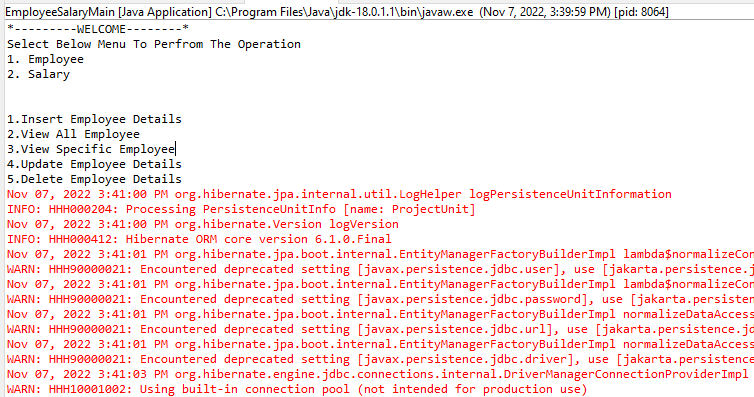 EmployeeSalaryMain [Java Application] C:\Program Files\Java\jdk-18.0.1.1\bin\javaw.exe (Nov 7, 2022, 3:39:59 PM) [pid: 8064]
*---------WELCOME--------*
Select Below Menu To Perfrom The Operation
1. Employee
2. Salary
1.Insert Employee Details
2.View All Employee
3.View Specific Employee
4.Update Employee Details
5.Delete Employee Details
Nov 07, 2022 3:41:00 PM org.hibernate.jpa.internal.util.LogHelper logPersistenceUnitInformation
INFO: HHH000204: Processing PersistenceUnitInfo [name: ProjectUnit]
Nov 07, 2022 3:41:00 PM org.hibernate.Version logVersion
INFO: HHH000412: Hibernate ORM core version 6.1.0.Final
Nov 07, 2022 3:41:01 PM org.hibernate.jpa.boot.internal.EntityManagerFactoryBuilderImpl lambda$normalizeCon
WARN: HHH90000021: Encountered deprecated setting [javax.persistence.jdbc.user], use [jakarta.persistence.j
Nov 07, 2022 3:41:01 PM org.hibernate.jpa.boot.internal.EntityManagerFactoryBuilderImpl lambda$normalizeCon
WARN: HHH90000021: Encountered deprecated setting [javax.persistence.jdbc.password], use [jakarta.persisten
Nov 07, 2022 3:41:01 PM org.hibernate.jpa.boot.internal.EntityManagerFactoryBuilderImpl normalizeDataAccess
WARN: HHH90000021: Encountered deprecated setting [javax.persistence.jdbc.url], use [jakarta.persistence.jd
Nov 07, 2022 3:41:01 PM org.hibernate.jpa.boot.internal.EntityManagerFactoryBuilderImpl normalizeDataAccess
WARN: HHH90000021: Encountered deprecated setting [javax.persistence.jdbc.driver], use [jakarta.persistence
Nov 07, 2022 3:41:03 PM org.hibernate.engine.jdbc.connections.internal.DriverManagerConnectionProviderImpl
WARN: HHH10001002: Using built-in connection pool (not intended for production use)